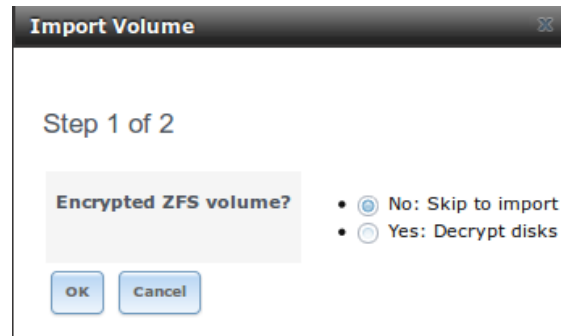 Import Volume
Step 1 of 2
Encrypted ZFS volume?
No: Skip to import
Yes: Decrypt disks
OK Cancel